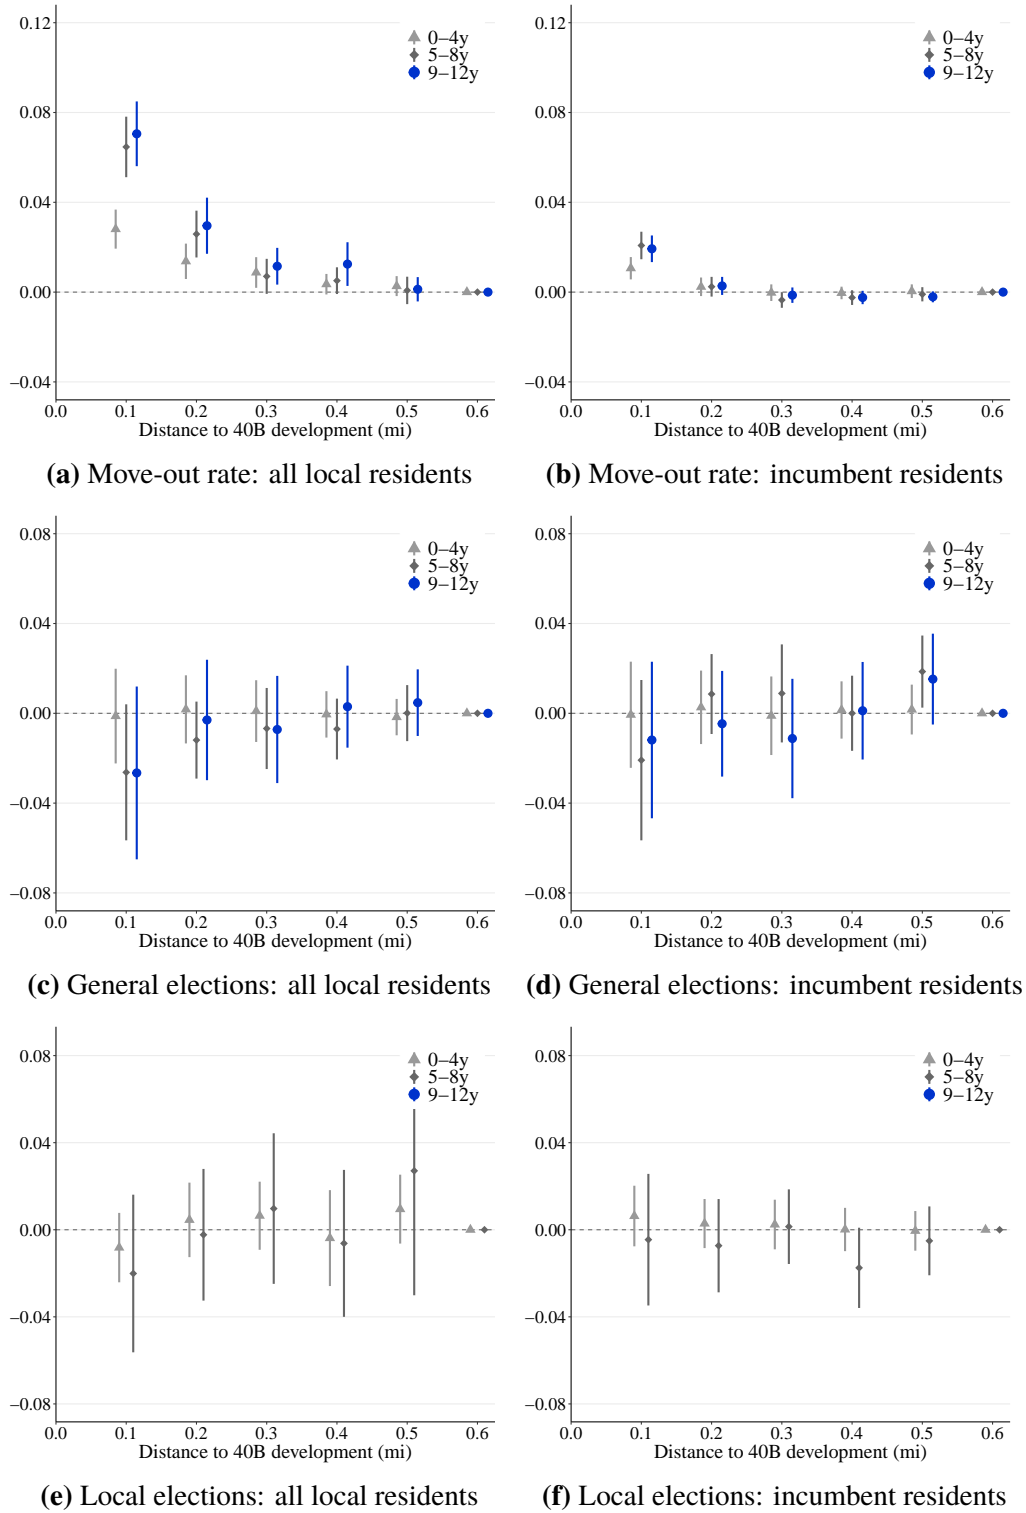 0.12
0.08
0.04
0.00
−0.04
0−4y
5−8y
9−12y
0.0 0.1 0.2 0.3 0.4 0.5 0.6
Distance to 40B development (mi)
(a) Move-out rate: all local residents
0.12
0.08
0.04
0.00
−0.04
0−4y
5−8y
9−12y
0.0 0.1 0.2 0.3 0.4 0.5 0.6
Distance to 40B development (mi)
(b) Move-out rate: incumbent residents
0.08
0.04
0.00
−0.04
−0.08
0−4y
5−8y
9−12y
0.0 0.1 0.2 0.3 0.4 0.5 0.6
Distance to 40B development (mi)
(c) General elections: all local residents
0.08
0.04
0.00
−0.04
−0.08
0−4y
5−8y
9−12y
0.0 0.1 0.2 0.3 0.4 0.5 0.6
Distance to 40B development (mi)
(d) General elections: incumbent residents
0.08
0.04
0.00
−0.04
−0.08
0−4y
5−8y
9−12y
0.0 0.1 0.2 0.3 0.4 0.5 0.6
Distance to 40B development (mi)
(e) Local elections: all local residents
0.08
0.04
0.00
−0.04
−0.08
0−4y
5−8y
9−12y
0.0 0.1 0.2 0.3 0.4 0.5 0.6
Distance to 40B development (mi)
(f) Local elections: incumbent residents